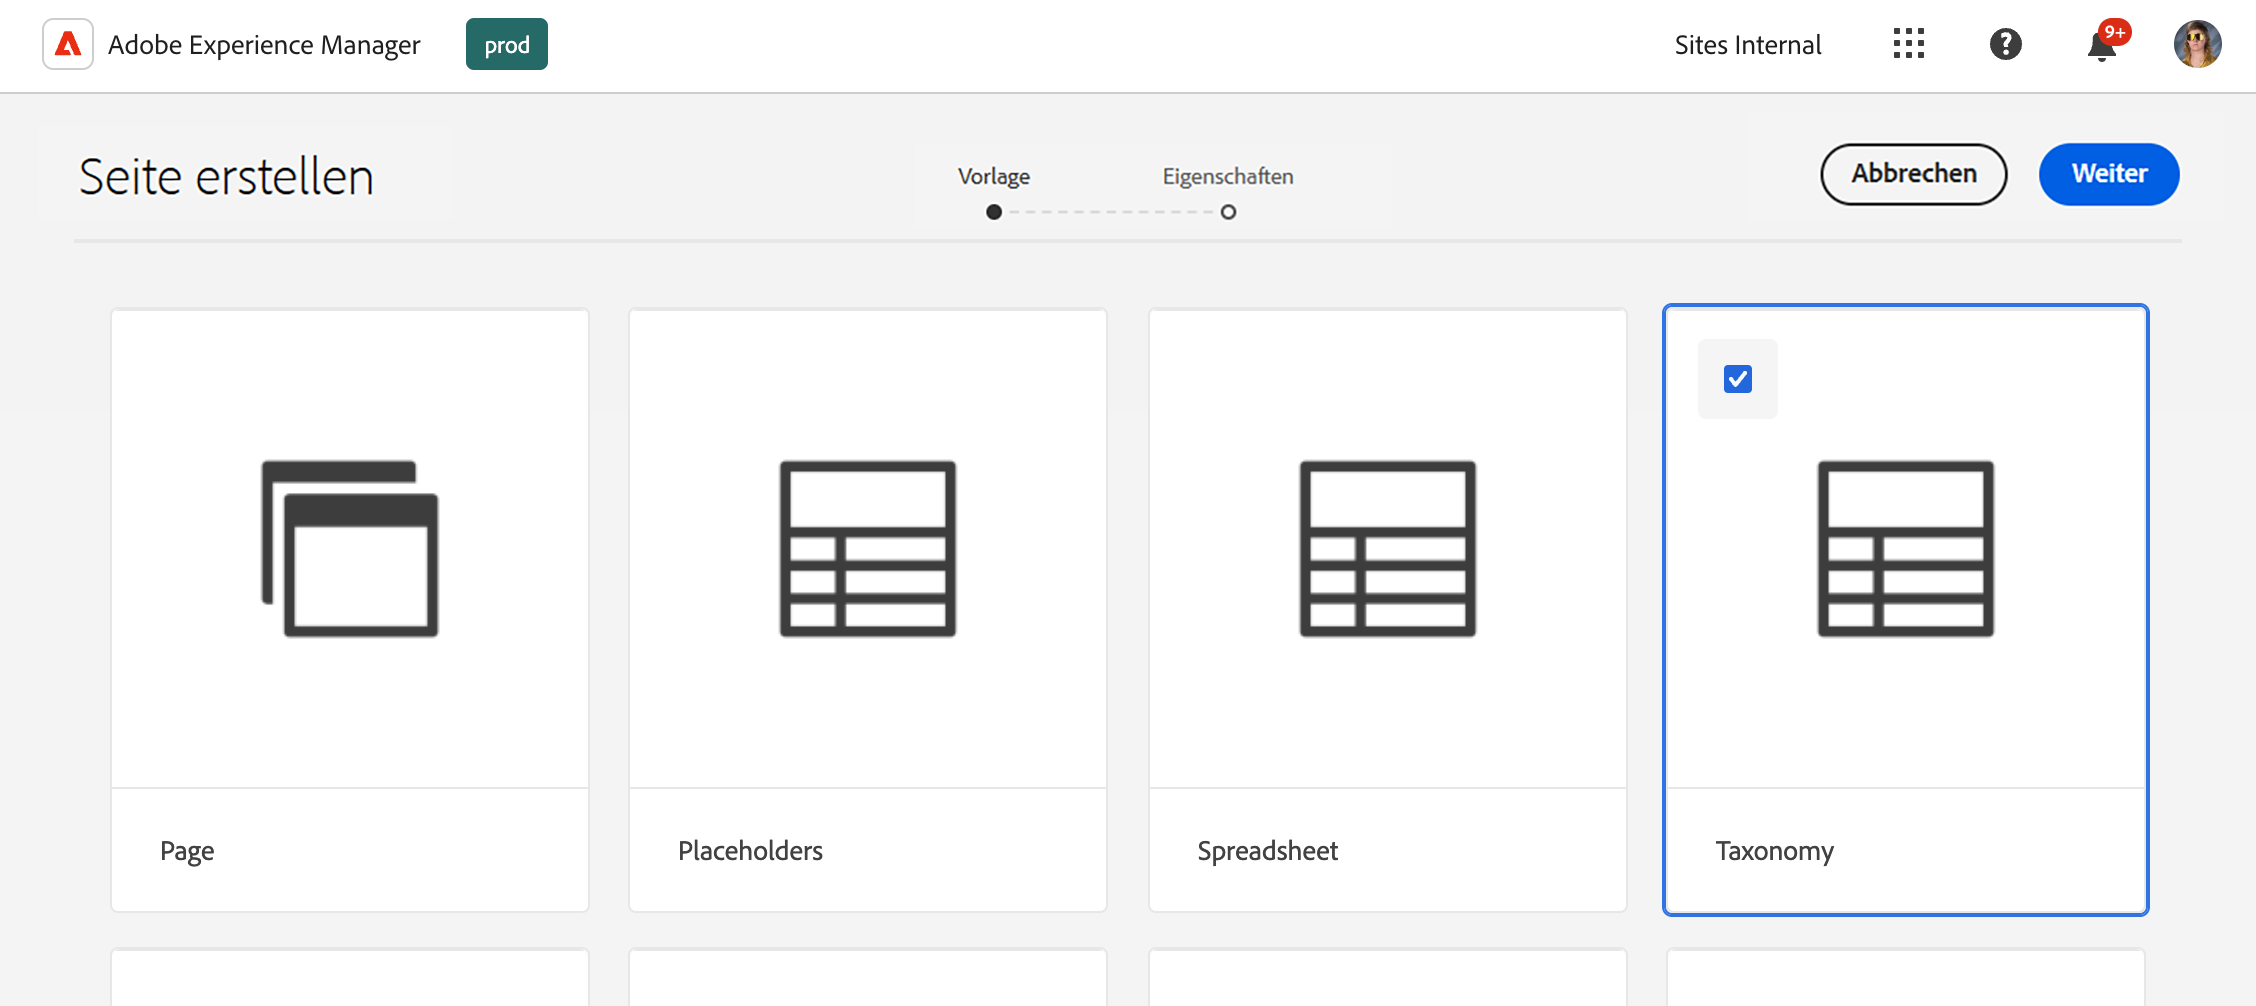 Adobe Experience Manager
prod
Sites Internal
9+
Seite erstellen
Vorlage
Eigenschaften
Abbrechen
Weiter
Page
Placeholders
Spreadsheet
Taxonomy